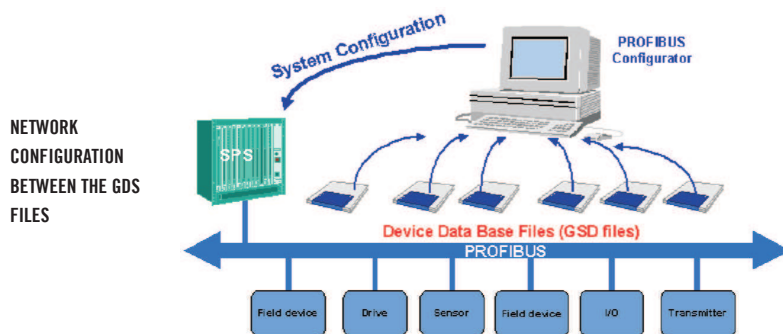 NETWORK
CONFIGURATION
BETWEEN THE GDS
FILES
System Configuration
PROFIBUS
Configurator
SPS
Device Data Base Files (GSD files)
PROFIBUS
Field device
Drive
Sensor
Field device
I/O
Transmitter